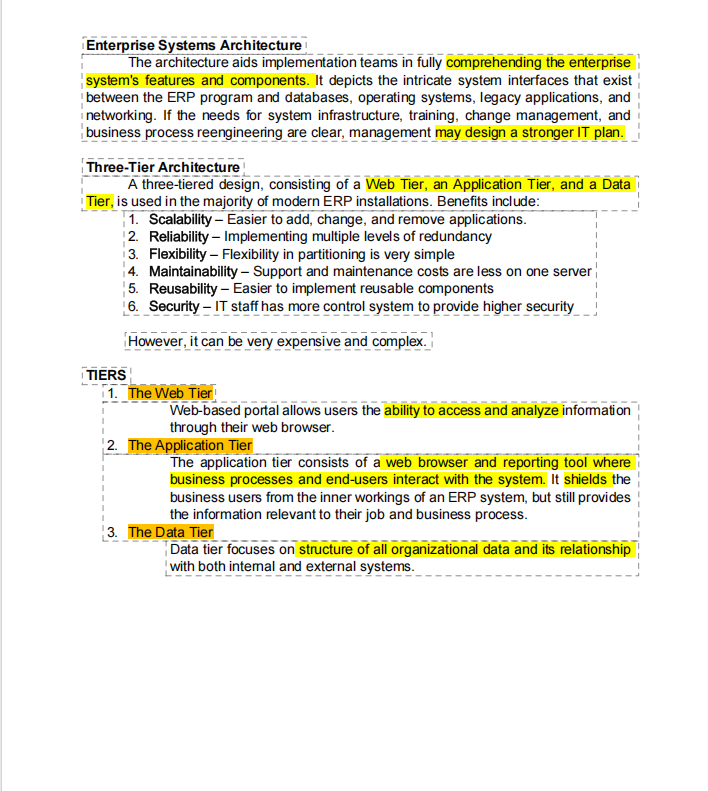 Enterprise Systems Architecture
The architecture aids implementation teams in fully comprehending the enterprise
system's features and components. It depicts the intricate system interfaces that exist
between the ERP program and databases, operating systems, legacy applications, and
networking. If the needs for system infrastructure, training, change management, and
business process reengineering are clear, management may design a stronger IT plan.
Three-Tier Architecture
A three-tiered design, consisting of a Web Tier, an Application Tier, and a Data
Tier, is used in the majority of modern ERP installations. Benefits include:
1. Scalability – Easier to add, change, and remove applications.
2. Reliability – Implementing multiple levels of redundancy
3. Flexibility – Flexibility in partitioning is very simple
4. Maintainability – Support and maintenance costs are less on one server
5. Reusability – Easier to implement reusable components
6. Security – IT staff has more control system to provide higher security
However, it can be very expensive and complex.
TIERS
1. The Web Tier
Web-based portal allows users the ability to access and analyze information
through their web browser.
2. The Application Tier
The application tier consists of a web browser and reporting tool where
business processes and end-users interact with the system. It shields the
business users from the inner workings of an ERP system, but still provides
the information relevant to their job and business process.
3. The Data Tier
Data tier focuses on structure of all organizational data and its relationship
with both internal and external systems.